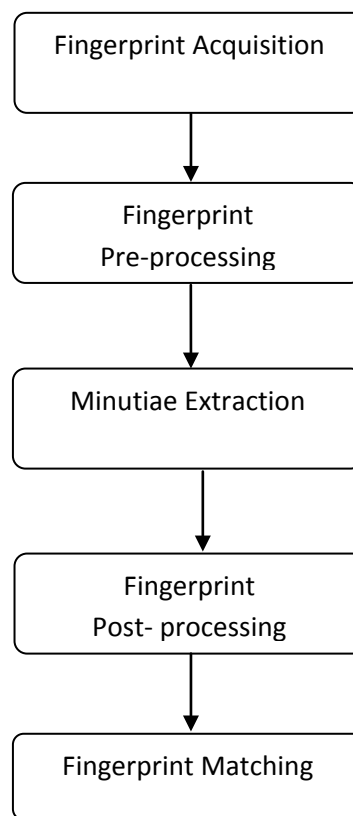 Fingerprint Acquisition
Fingerprint
Pre-processing
Minutiae Extraction
Fingerprint
Post- processing
Fingerprint Matching